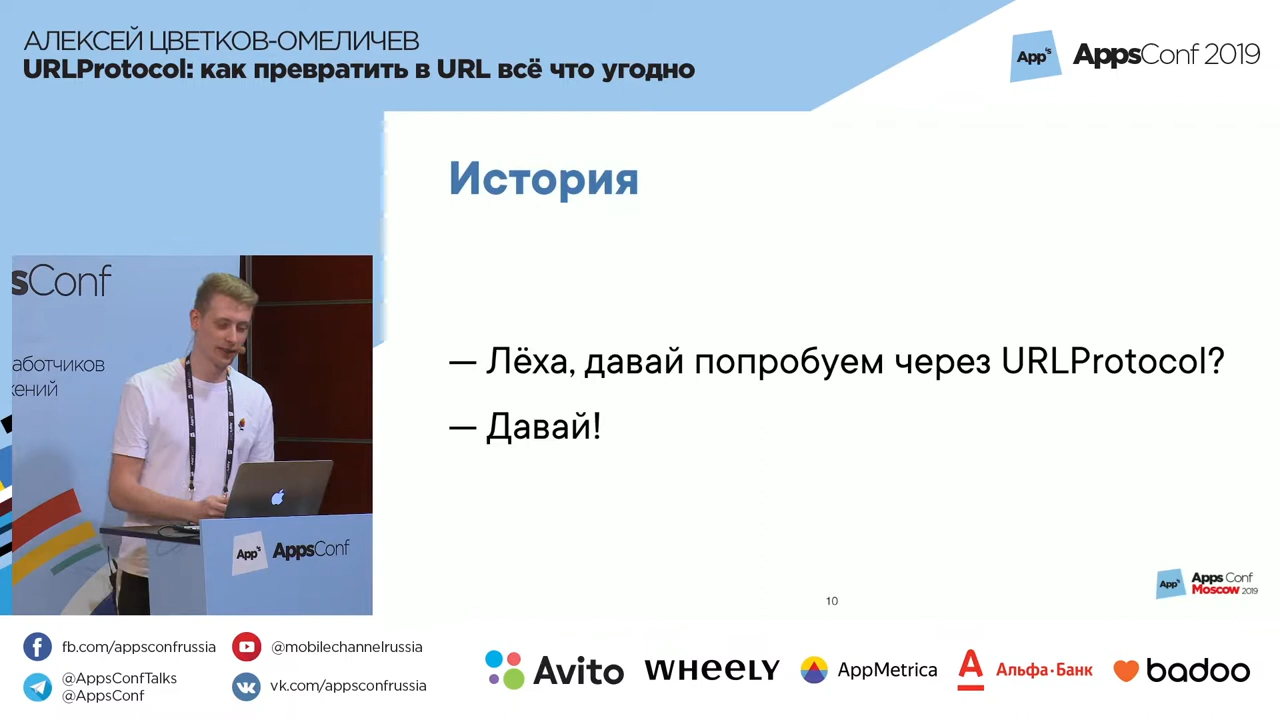 АЛЕКСЕЙ ЦВЕТКОВ-ОМЕЛИЧЕВ
URLProtocol: как превратить в URL всё что угодно
App's AppsConf 2019
История
— Лёха, давай попробуем через URLProtocol?
— Давай!
sConf
аботчиков
жений
App's AppsConf
10
App's Apps Conf
Moscow 2019
fb.com/appsconfrussia
@mobilechannelrussia
@AppsConfTalks
@AppsConf
vk.com/appsconfrussia
Avito
WHEELY
AppMetrica
А Альфа·Банк
badoo